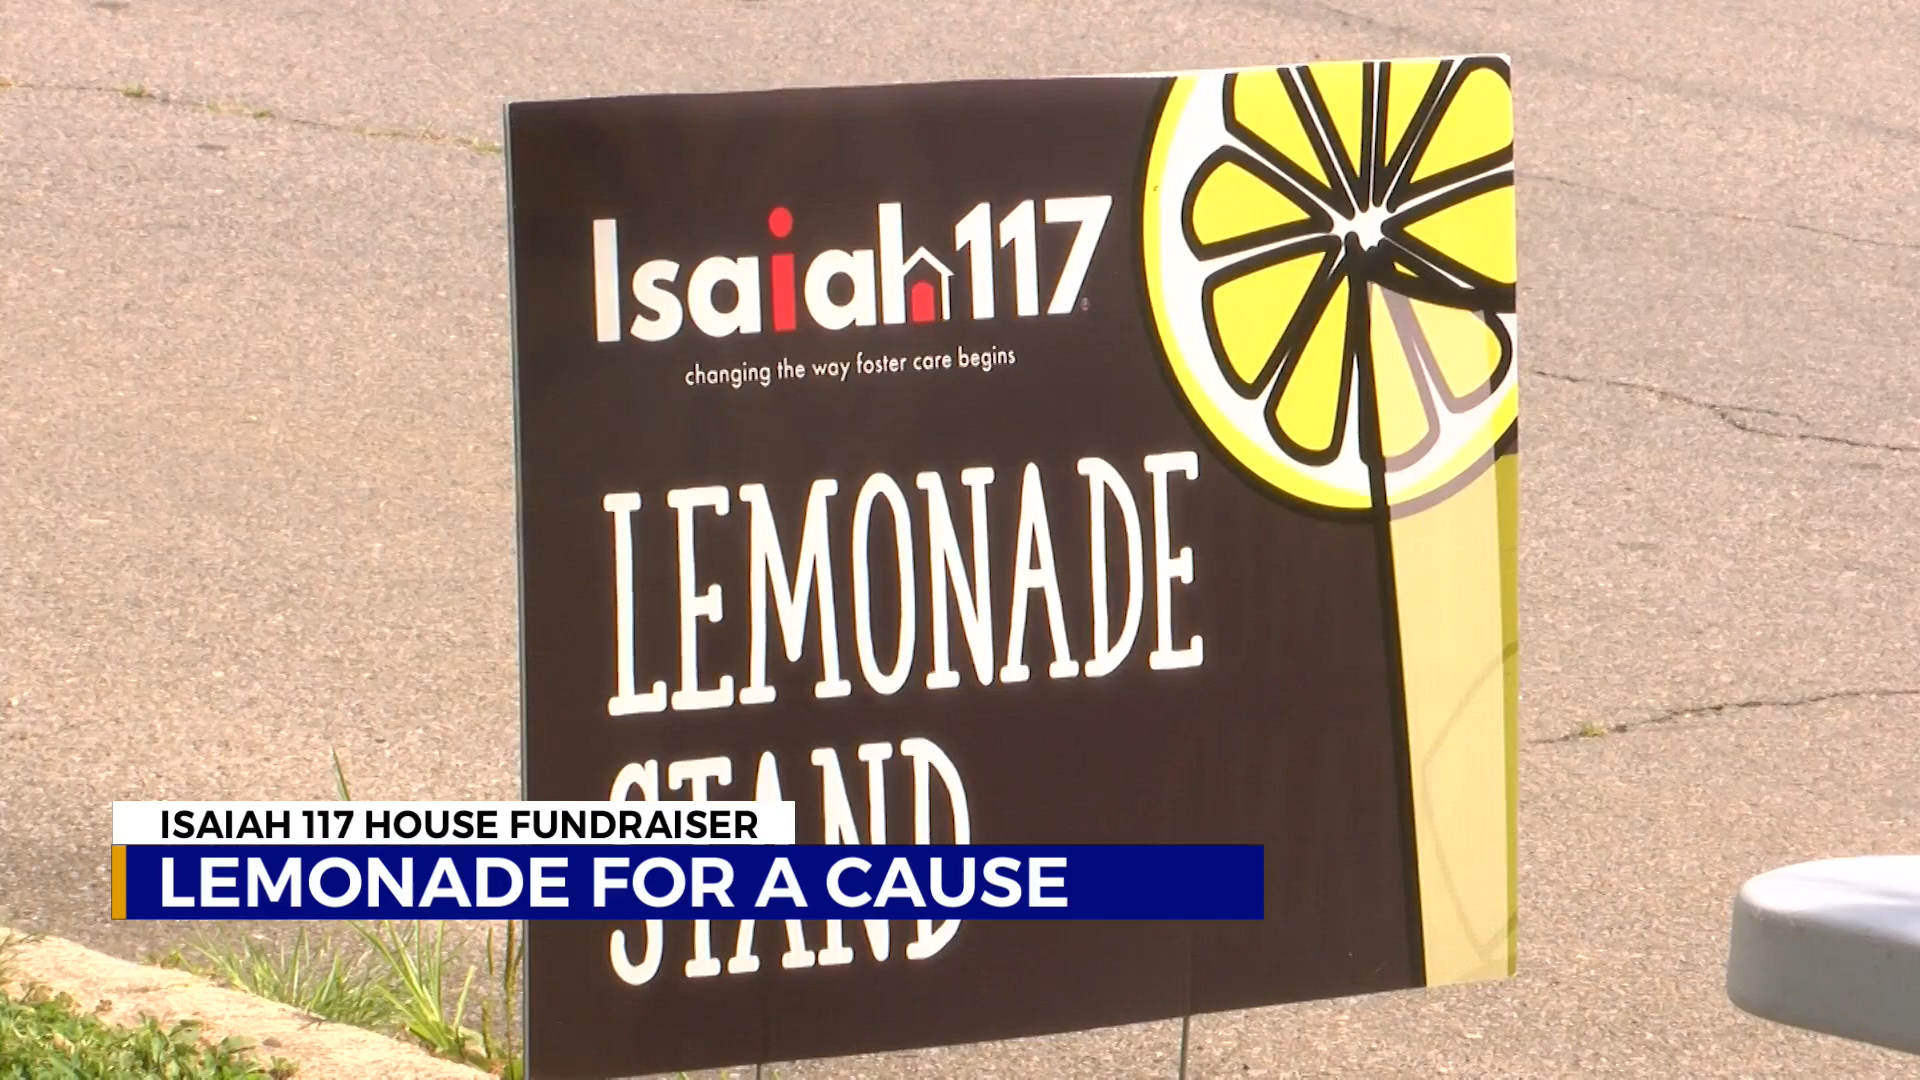 Isaiah117
changing the way foster care begins
LEMONADE
STAND
ISAIAH 117 HOUSE FUNDRAISER
LEMONADE FOR A CAUSE